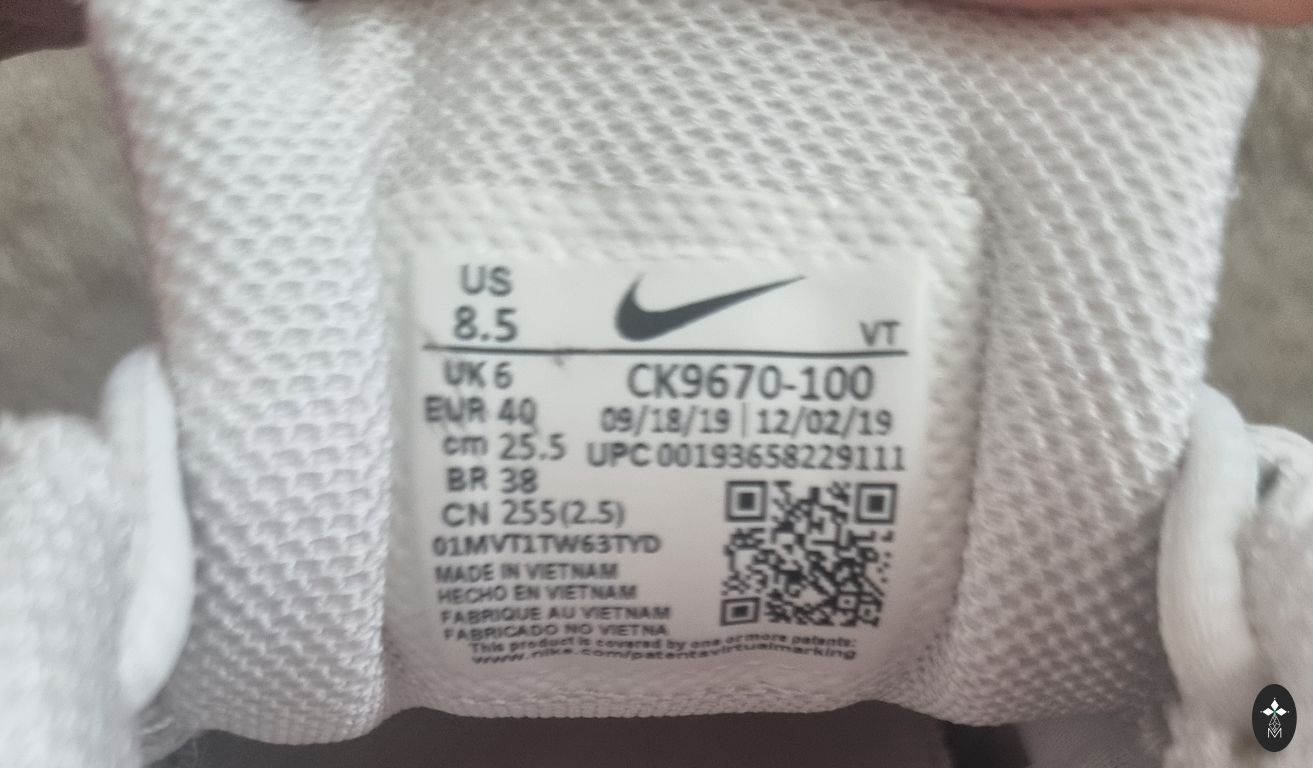 US
8.5
VT
UK 6
EUR 40
cm 25.5
BR 38
CN 255(2.5)
CK9670-100
09/18/19 | 12/02/19
UPC 00193658229111
01MVT1TW63TYD
MADE IN VIETNAM
HECHO EN VIETNAM
FABRIQUE AU VIETNAM
FABRICADO NO VIETNA
This product is covered by one or more patents:
www.nike.com/patentsvirtualmarking